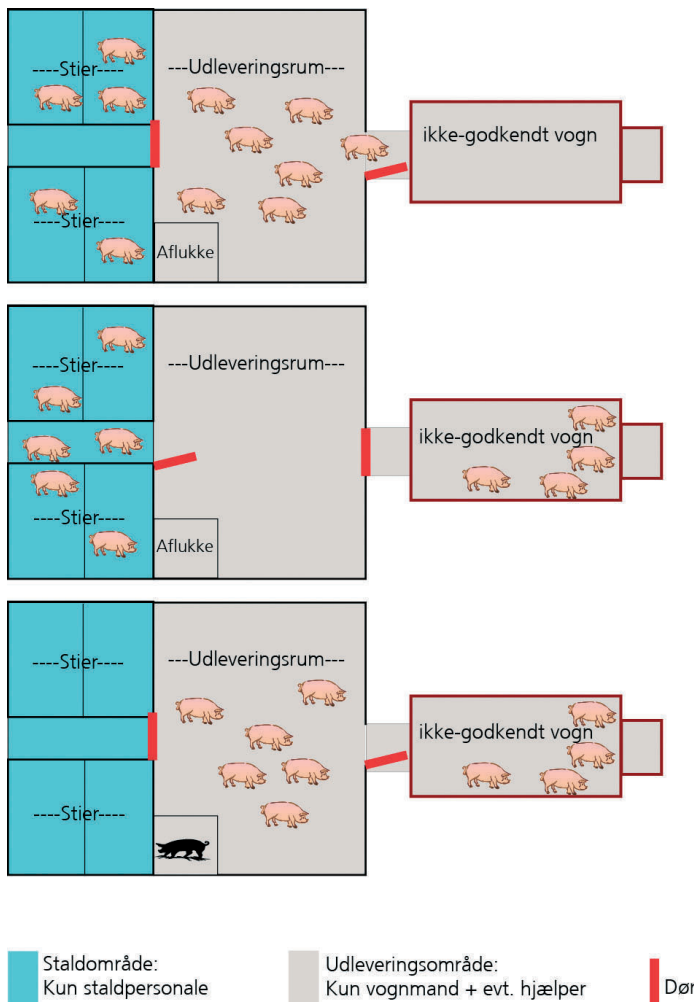 ----Stier----
---Udleveringsrum---
ikke-godkendt vogn
----Stier----
Aflukke
----Stier----
---Udleveringsrum---
ikke-godkendt vogn
----Stier----
Aflukke
----Stier----
---Udleveringsrum---
ikke-godkendt vogn
----Stier----
Staldområde:
Kun staldpersonale
Udleveringsområde:
Kun vognmand + evt. hjælper
Dør